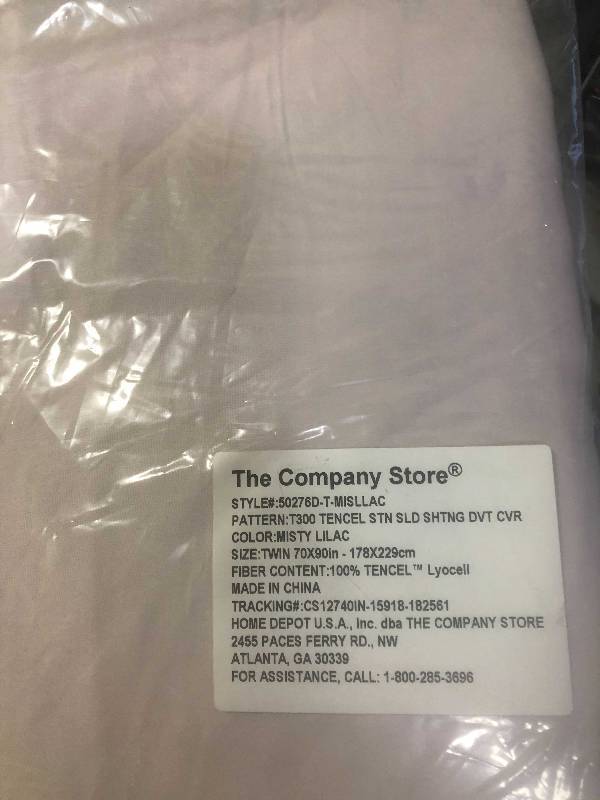 The Company Store®
STYLE#:50276D-T-MISLLAC
PATTERN:T300 TENCEL STN SLD SHTNG DVT CVR
COLOR:MISTY LILAC
SIZE:TWIN 70X90in - 178X229cm
FIBER CONTENT:100% TENCEL™ Lyocell
MADE IN CHINA
TRACKING#:CS12740IN-15918-182561
HOME DEPOT U.S.A., Inc. dba THE COMPANY STORE
2455 PACES FERRY RD., NW
ATLANTA, GA 30339
FOR ASSISTANCE, CALL: 1-800-285-3696